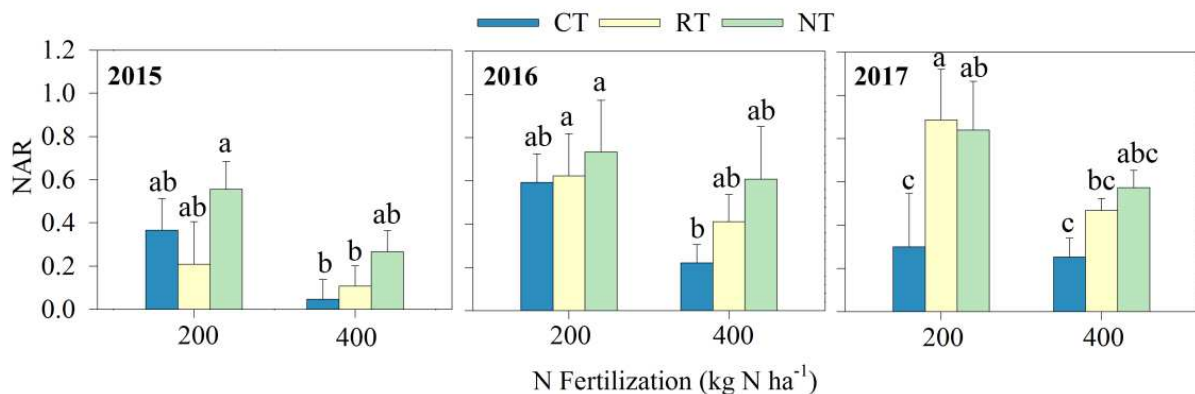 CT RT NT
1.2
1.0
0.8
0.6
0.4
0.2
0.0
NAR
2015
ab
ab
a
b
b
ab
200 400
2016
ab
a
a
b
ab
ab
200 400
2017
c
a
ab
c
bc
abc
200 400
N Fertilization (kg N ha⁻¹)